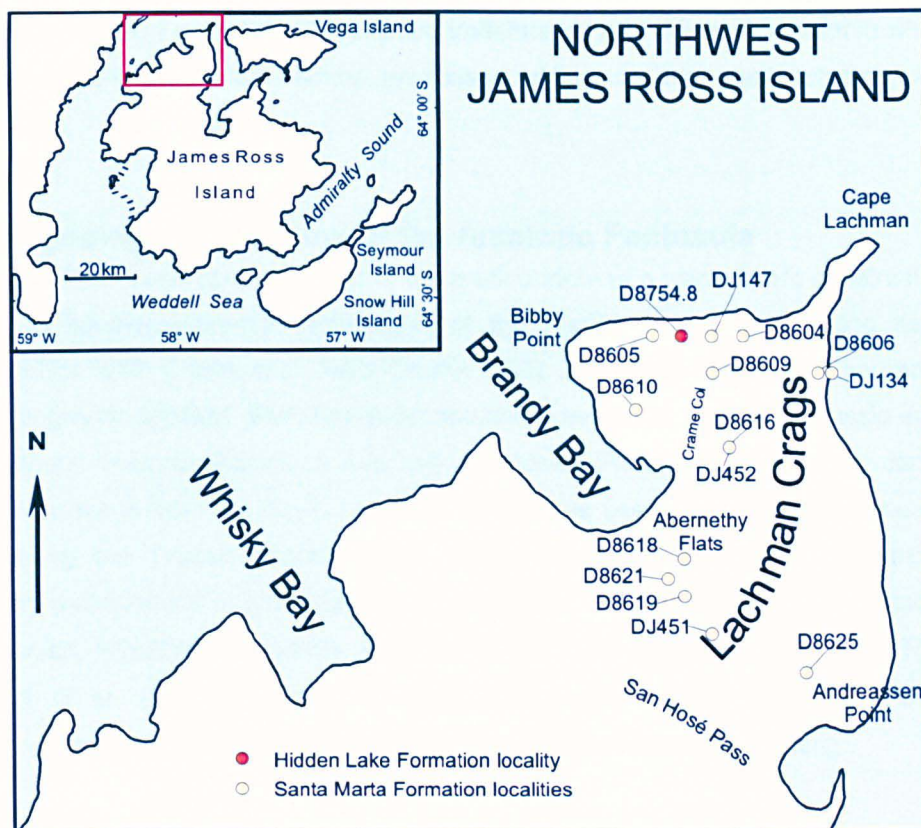 Vega Island
James Ross
Island
Admiralty Sound
64° 00' S
20km
Weddell Sea
Seymour
Island
Snow Hill
Island
64° 30' S
59° W
58° W
57° W
NORTHWEST
JAMES ROSS ISLAND
Cape
Lachman
D8754.8
DJ147
Bibby
Point
D8605
D8604
D8606
D8609
DJ134
D8610
Crame Col
D8616
DJ452
Brandy Bay
Whisky Bay
Lachman Crags
N
Abernethy
Flats
D8618
D8621
D8619
DJ451
D8625
San Hosé Pass
Andreassen
Point
Hidden Lake Formation locality
Santa Marta Formation localities